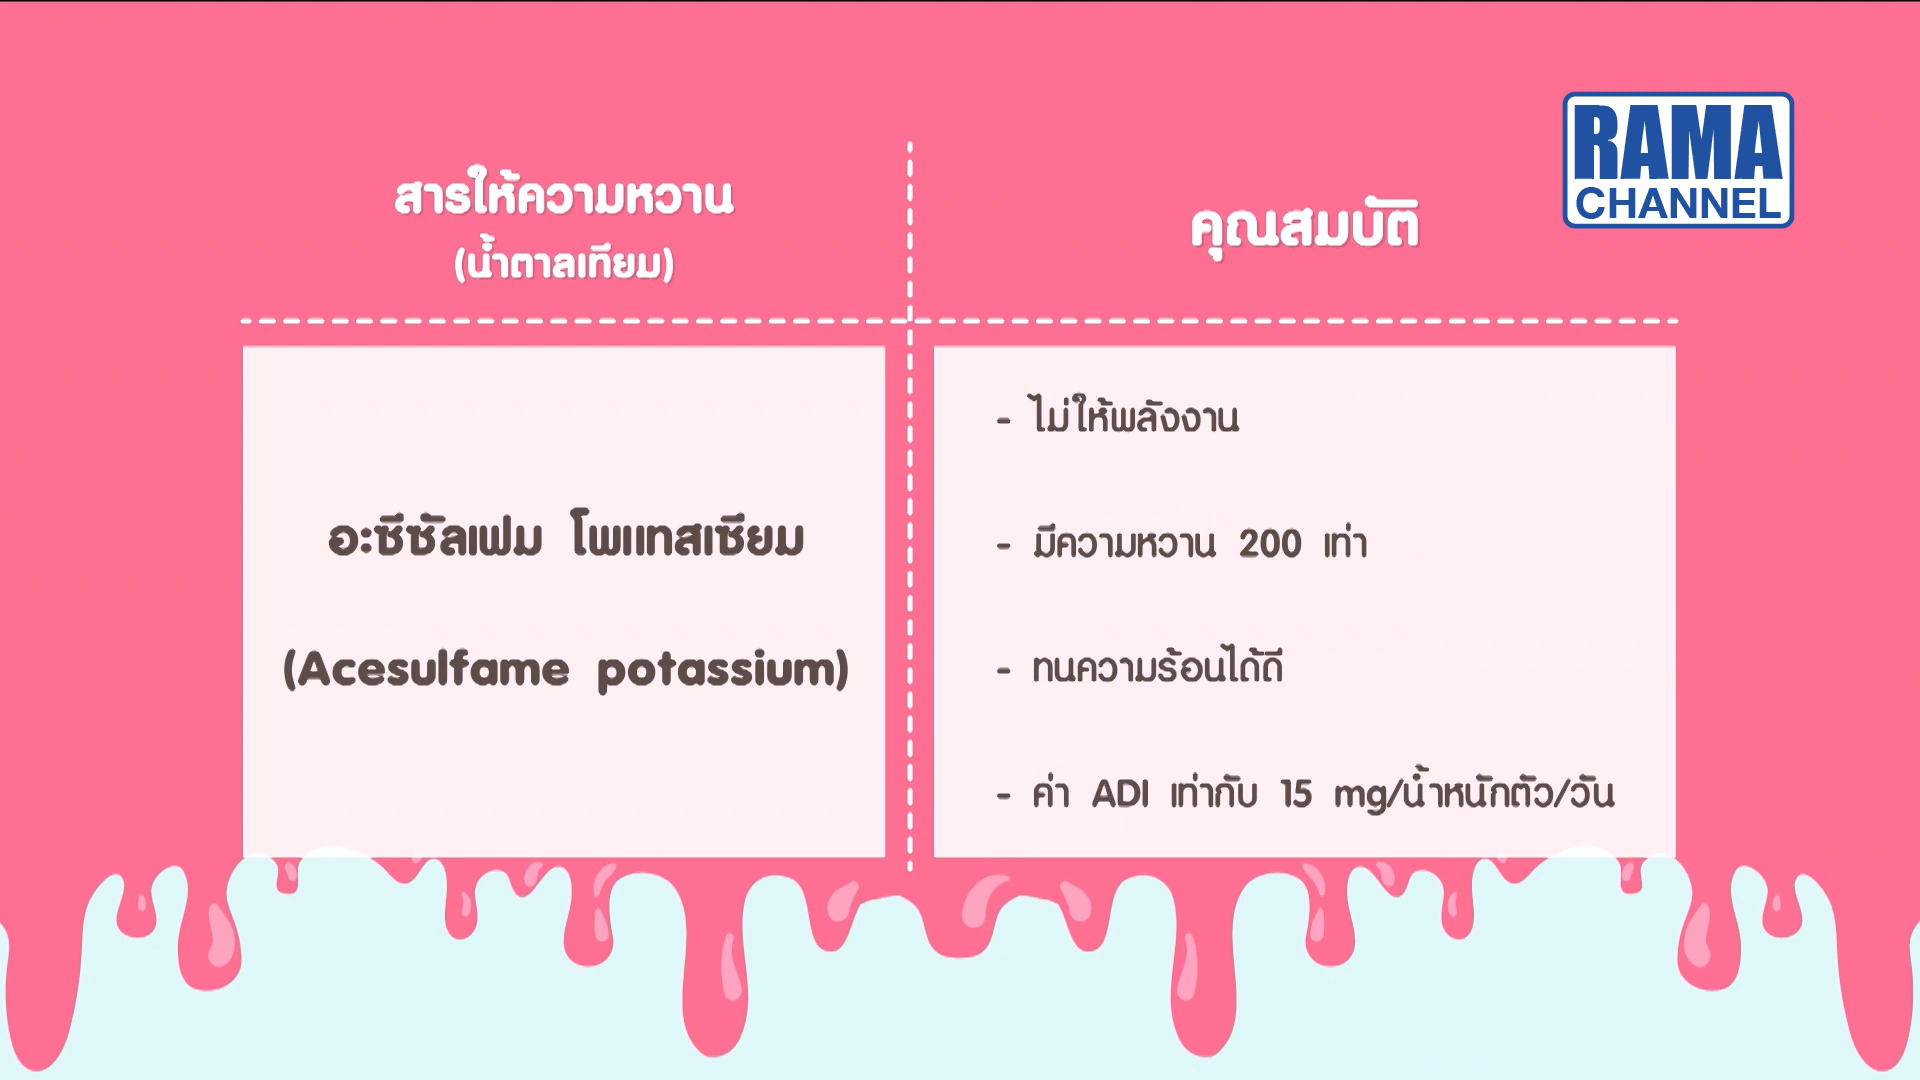 RAMA
CHANNEL
สารให้ความหวาน
(น้ำตาลเทียม)
คุณสมบัติ
อะซีซัลเฟม โพแทสเซียม
(Acesulfame potassium)
- ไม่ให้พลังงาน
- มีความหวาน 200 เท่า
- ทนความร้อนได้ดี
- ค่า ADI เท่ากับ 15 mg/น้ำหนักตัว/วัน